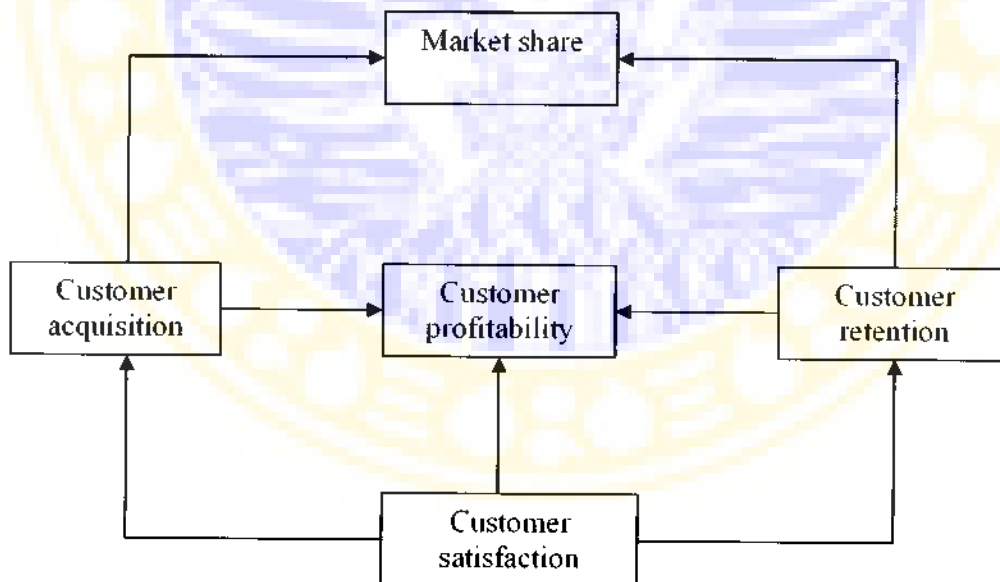 Market share
Customer
acquisition
Customer
profitability
Customer
retention
Customer
satisfaction